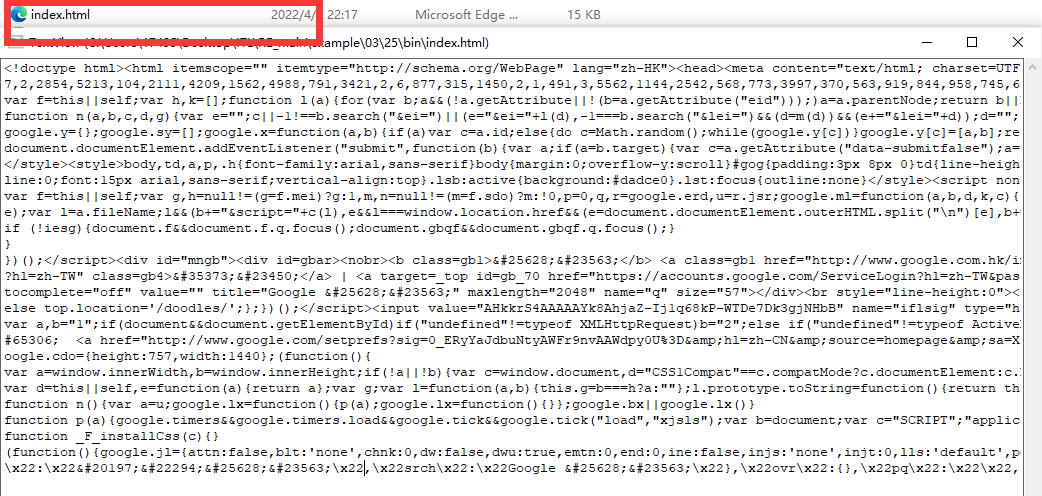 index.html 2022/4/ 22:17 Microsoft Edge ... 15 KB
example\03\25\bin\index.html)
<!doctype html><html itemscope="" itemtype="http://schema.org/WebPage" lang="zh-HK"><head><meta content="text/html; charset=UTF
7,2,2854,5213,104,2111,4209,1562,4988,791,3421,2,6,877,315,1450,2,1,491,3,5562,1144,2542,568,773,3997,370,563,919,844,958,745,6
var f=this||self;var h,k=[];function l(a){for(var b;a&&(!a.getAttribute||!(b=a.getAttribute("eid")));)a=a.parentNode;return b||
function n(a,b,c,d,g){var e="";c||-1!==b.search("&ei=")||(e="&ei="+l(d),-1===b.search("&lei=")&&(d=m(d))&&(e+="&lei="+d));d="";
google.y={};google.sy=[];google.x=function(a,b){if(a)var c=a.id;else{do c=Math.random();while(google.y[c])}google.y[c]=[a,b];re
document.documentElement.addEventListener("submit",function(b){var a;if(a=b.target){var c=a.getAttribute("data-submitfalse");a=
</style><style>body,td,a,p,.h{font-family:arial,sans-serif}body{margin:0;overflow-y:scroll}#gog{padding:3px 8px 0}td{line-heigh
line:0;font:15px arial,sans-serif;vertical-align:top}.lsb:active{background:#dadce0}.lst:focus{outline:none}</style><script non
var f=this||self;var g,h=null!=(g=f.mei)?g:1,m,n=null!=(m=f.sdo)?m:!0,p=0,q,r=google.erd,u=r.jsr;google.ml=function(a,b,d,k,c){
e);var l=a.fileName;l&&(b+="&script="+c(l),e&&l===window.location.href&&(e=document.documentElement.outerHTML.split("\n")[e],b+
if (!iesg){document.f&&document.f.q.focus();document.gbqf&&document.gbqf.q.focus();}
}
})();</script><div id="mngb"><div id=gbar><nobr><b class=gb1>&#25628;&#23563;</b> <a class=gb1 href="http://www.google.com.hk/i
?hl=zh-TW" class=gb4>&#35373;&#23450;</a> | <a target=_top id=gb_70 href="https://accounts.google.com/ServiceLogin?hl=zh-TW&pas
tocomplete="off" value="" title="Google &#25628;&#23563;" maxlength="2048" name="q" size="57"></div><br style="line-height:0"><
else top.location='/doodles/';};})();</script><input value="AHkkrS4AAAAAYk8AhjaZ-Ijlq68kP-WTDe7Dk3gjNHbB" name="iflsig" type="h
var a,b="1";if(document&&document.getElementById)if("undefined"!=typeof XMLHttpRequest)b="2";else if("undefined"!=typeof Active
#65306;  <a href="http://www.google.com/setprefs?sig=0_ERyYaJdbuNtyAWFr9nvAAWdpy0U%3D&amp;hl=zh-CN&amp;source=homepage&amp;sa=X
oogle.cdo={height:757,width:1440};(function(){
var a=window.innerWidth,b=window.innerHeight;if(!a||!b){var c=window.document,d="CSS1Compat"==c.compatMode?c.documentElement:c.
var d=this||self,e=function(a){return a};var g;var l=function(a,b){this.g=b===h?a:""};l.prototype.toString=function(){return th
function n(){var a=u;google.lx=function(){p(a);google.lx=function(){}};google.bx||google.lx()}
function p(a){google.timers&&google.timers.load&&google.tick&&google.tick("load","xjsls");var b=document;var c="SCRIPT";"applic
function _F_installCss(c){}
(function(){google.jl={attn:false,blt:'none',chnk:0,dw:false,dwu:true,emtn:0,end:0,ine:false,injs:'none',injt:0,lls:'default',p
\x22:\x22&#20197;&#22294;&#25628;&#23563;\x22,\x22srch\x22:\x22Google &#25628;&#23563;\x22},\x22ovr\x22:{},\x22pq\x22:\x22\x22,